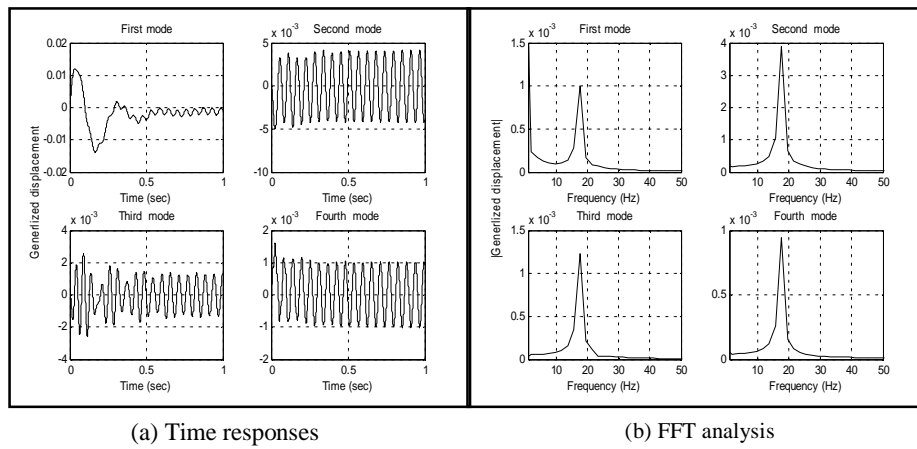 First mode
0.02
0.01
0
-0.01
-0.02
0 0.5 1
Time (sec)
Generlized displacement
x 10-3
Second mode
5
0
-5
-10
0 0.5 1
Time (sec)
x 10-3
Third mode
4
2
0
-2
-4
0 0.5 1
Time (sec)
x 10-3
Fourth mode
2
1
0
-1
-2
0 0.5 1
Time (sec)
(a) Time responses
x 10-3
First mode
1.5
1
0.5
0
0 10 20 30 40 50
Frequency (Hz)
|Generlized displacement|
x 10-3
Second mode
4
3
2
1
0
0 10 20 30 40 50
Frequency (Hz)
x 10-3
Third mode
1.5
1
0.5
0
0 10 20 30 40 50
Frequency (Hz)
x 10-3
Fourth mode
1
0.5
0
0 10 20 30 40 50
Frequency (Hz)
(b) FFT analysis